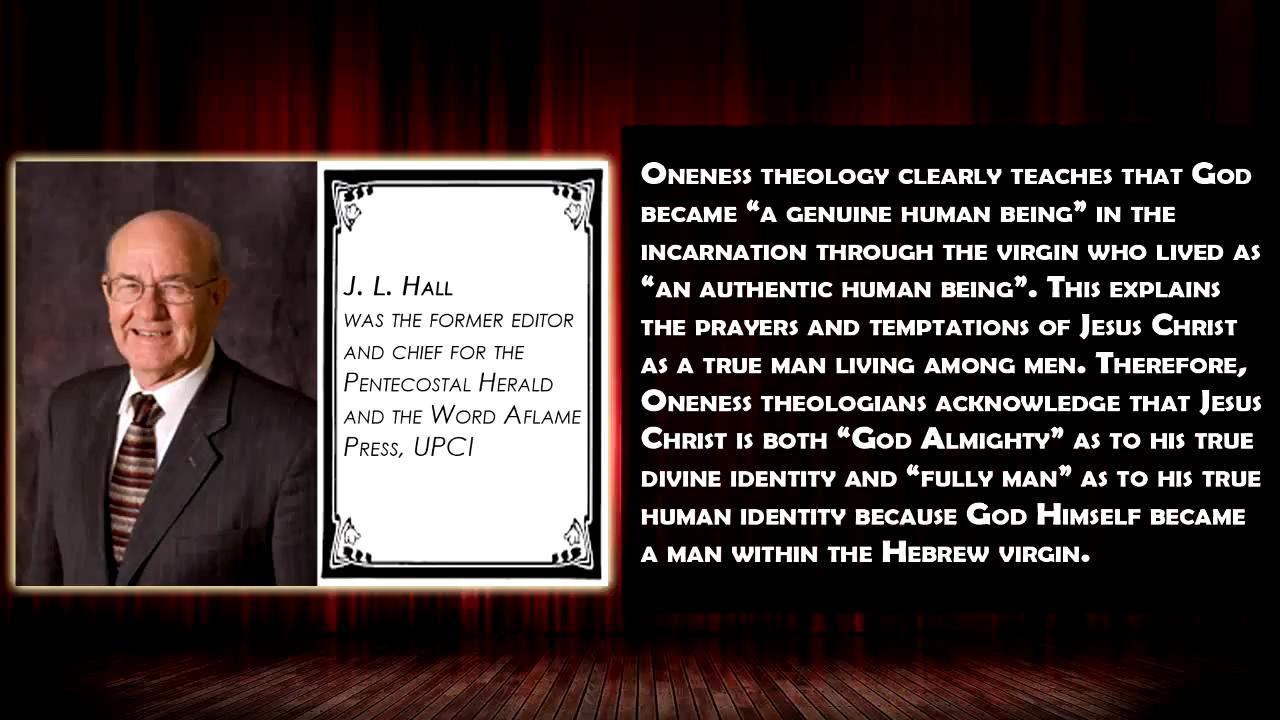 J. L. Hall
was the former editor
and chief for the
Pentecostal Herald
and the Word Aflame
Press, UPCI
Oneness theology clearly teaches that God
became “a genuine human being” in the
incarnation through the virgin who lived as
“an authentic human being”. This explains
the prayers and temptations of Jesus Christ
as a true man living among men. Therefore,
Oneness theologians acknowledge that Jesus
Christ is both “God Almighty” as to his true
divine identity and “fully man” as to his true
human identity because God Himself became
a man within the Hebrew virgin.